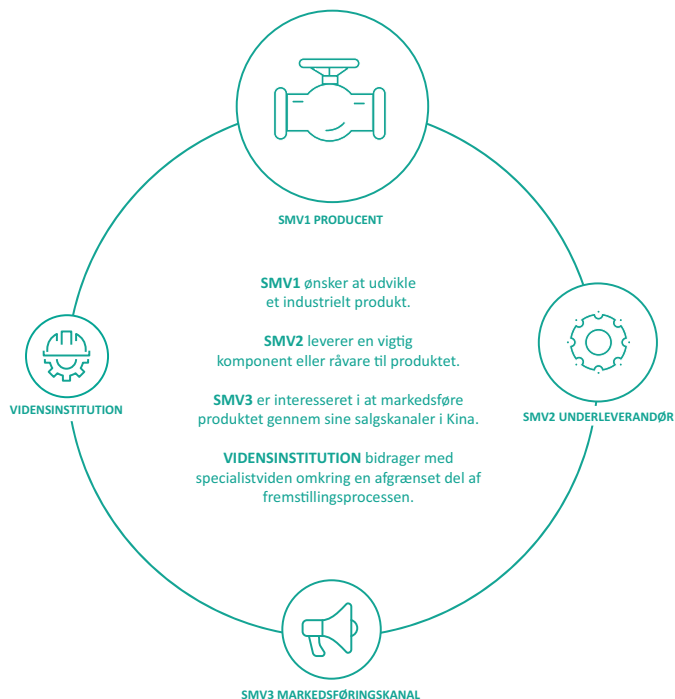 SMV1 PRODUCENT
SMV1 ønsker at udvikle
et industrielt produkt.
SMV2 leverer en vigtig
komponent eller råvare til produktet.
SMV3 er interesseret i at markedsføre
produktet gennem sine salgskanaler i Kina.
VIDENSINSTITUTION bidrager med
specialistviden omkring en afgrænset del af
fremstillingsprocessen.
VIDENSINSTITUTION
SMV2 UNDERLEVERANDØR
SMV3 MARKEDSFØRINGSKANAL